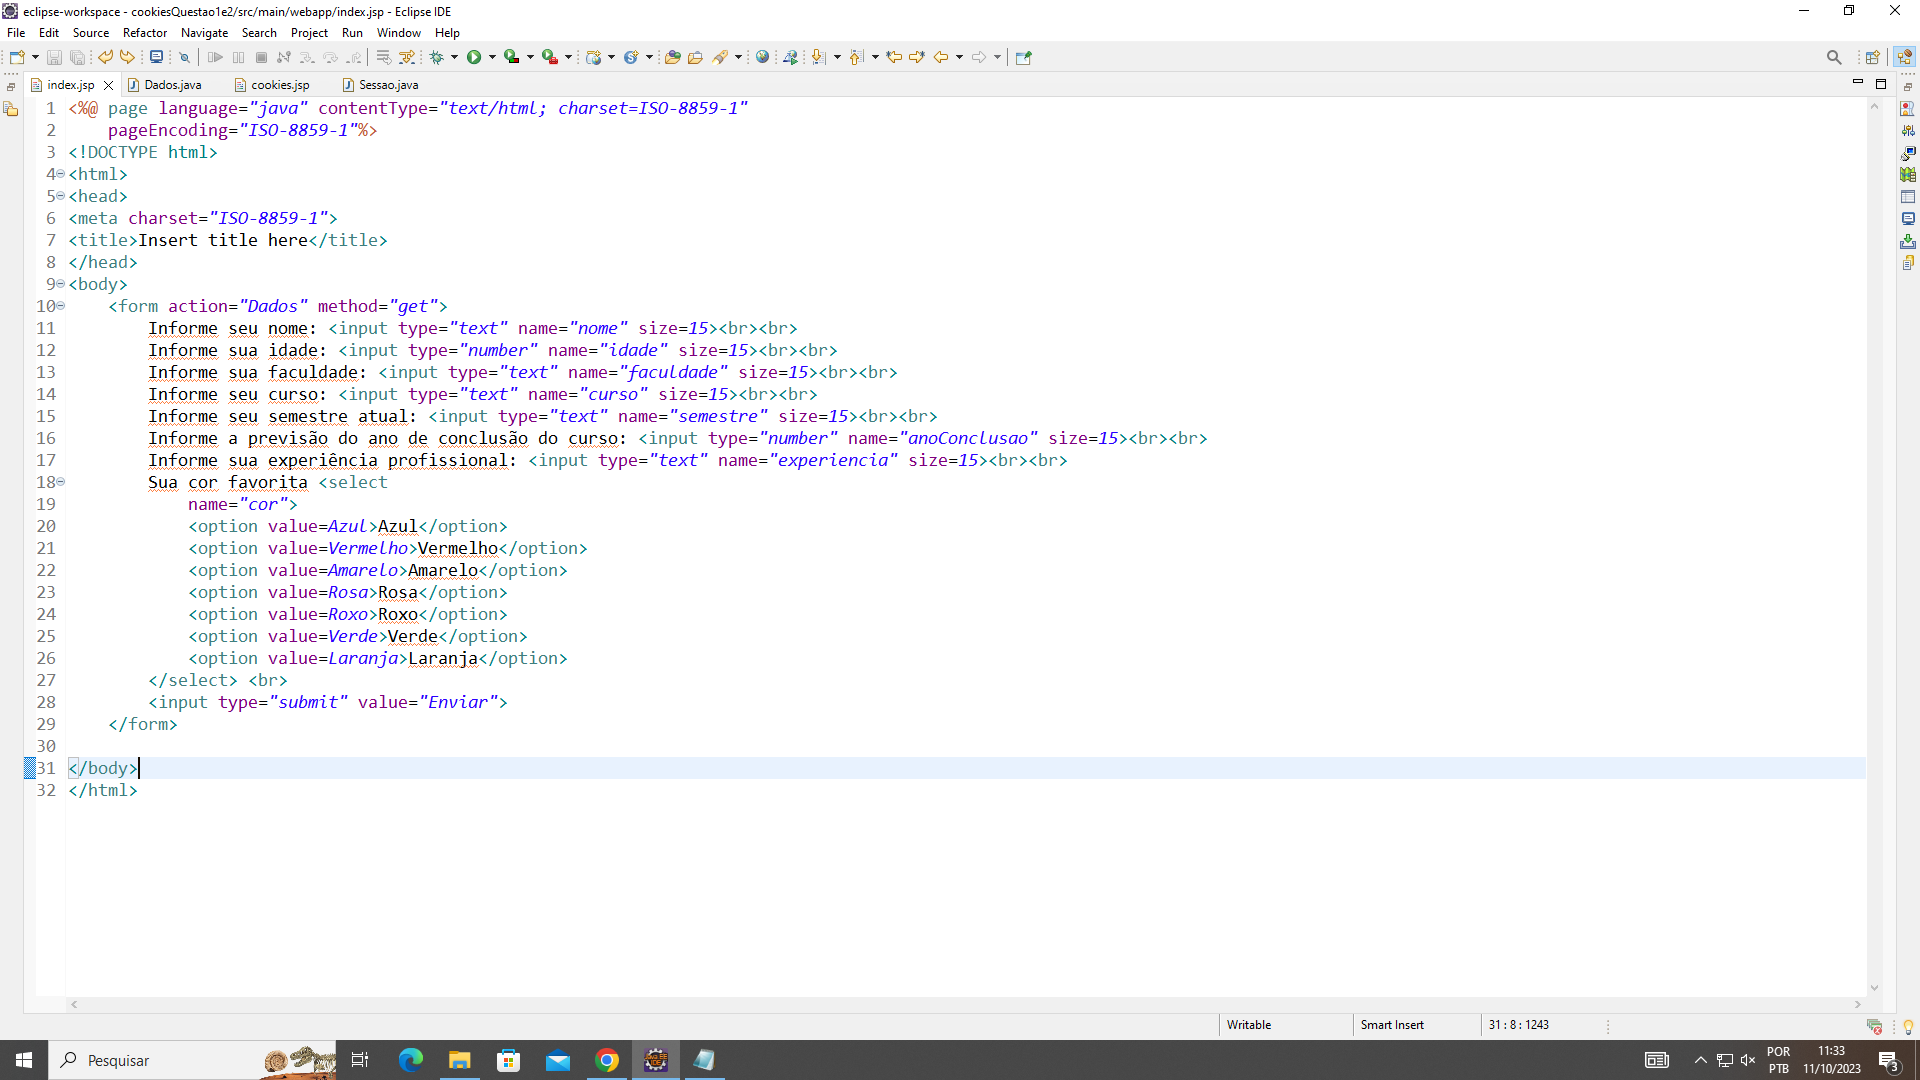 eclipse-workspace - cookiesQuestao1e2/src/main/webapp/index.jsp - Eclipse IDE
File Edit Source Refactor Navigate Search Project Run Window Help
index.jsp Dados.java cookies.jsp Sessao.java
1 <%@ page language="java" contentType="text/html; charset=ISO-8859-1"
2 pageEncoding="ISO-8859-1"%>
3 <!DOCTYPE html>
4 <html>
5 <head>
6 <meta charset="ISO-8859-1">
7 <title>Insert title here</title>
8 </head>
9 <body>
10 <form action="Dados" method="get">
11 Informe seu nome: <input type="text" name="nome" size=15><br><br>
12 Informe sua idade: <input type="number" name="idade" size=15><br><br>
13 Informe sua faculdade: <input type="text" name="faculdade" size=15><br><br>
14 Informe seu curso: <input type="text" name="curso" size=15><br><br>
15 Informe seu semestre atual: <input type="text" name="semestre" size=15><br><br>
16 Informe a previsão do ano de conclusão do curso: <input type="number" name="anoConclusao" size=15><br><br>
17 Informe sua experiência profissional: <input type="text" name="experiencia" size=15><br><br>
18 Sua cor favorita <select
19 name="cor">
20 <option value=Azul>Azul</option>
21 <option value=Vermelho>Vermelho</option>
22 <option value=Amarelo>Amarelo</option>
23 <option value=Rosa>Rosa</option>
24 <option value=Roxo>Roxo</option>
25 <option value=Verde>Verde</option>
26 <option value=Laranja>Laranja</option>
27 </select> <br>
28 <input type="submit" value="Enviar">
29 </form>
30
31 </body>
32 </html>
Writable Smart Insert 31 : 8 : 1243
Pesquisar
Java EE IDE
POR
PTB
11:33
11/10/2023
3